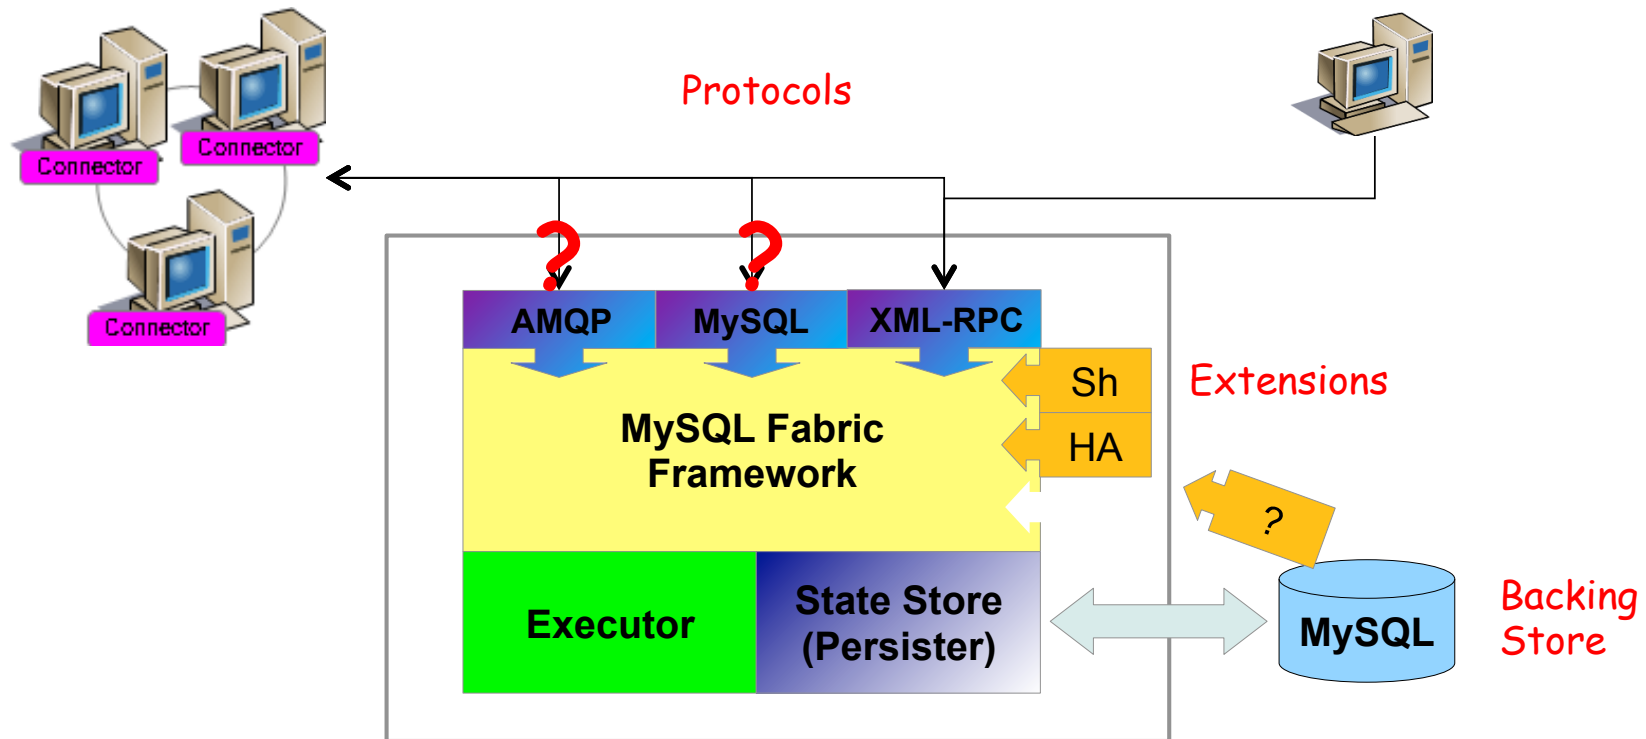 Protocols
Connector
Connector
Connector
?
?
AMQP
MySQL
XML-RPC
Sh
Extensions
MySQL Fabric
Framework
HA
?
Executor
State Store
(Persister)
MySQL
Backing
Store